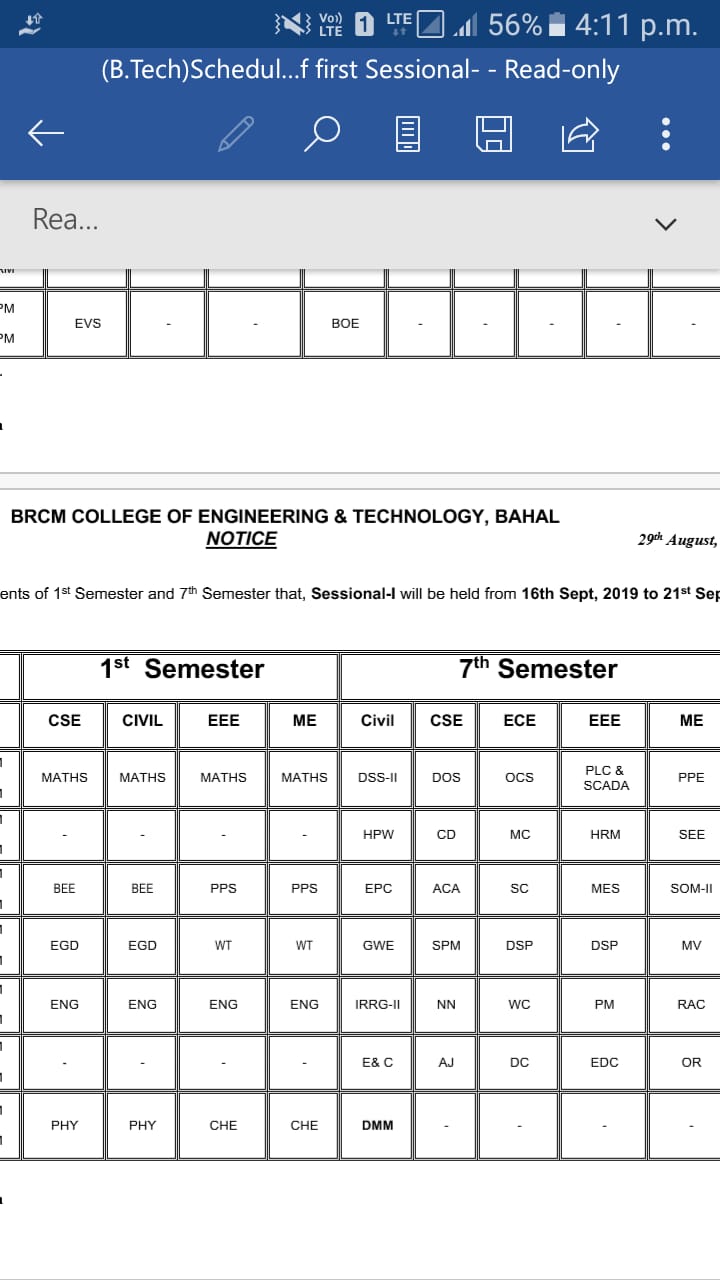 Vo)) LTE 1 LTE 56% 4:11 p.m.
(B.Tech)Schedul...f first Sessional- - Read-only
Rea...
PM
EVS - - BOE - - - - -
PM
BRCM COLLEGE OF ENGINEERING & TECHNOLOGY, BAHAL
NOTICE
29th August,
ents of 1st Semester and 7th Semester that, Sessional-I will be held from 16th Sept, 2019 to 21st Sep
1st Semester 7th Semester
CSE CIVIL EEE ME Civil CSE ECE EEE ME
MATHS MATHS MATHS MATHS DSS-II DOS OCS PLC & SCADA PPE
- - - - HPW CD MC HRM SEE
BEE BEE PPS PPS EPC ACA SC MES SOM-II
EGD EGD WT WT GWE SPM DSP DSP MV
ENG ENG ENG ENG IRRG-II NN WC PM RAC
- - - - E& C AJ DC EDC OR
PHY PHY CHE CHE DMM - - - -